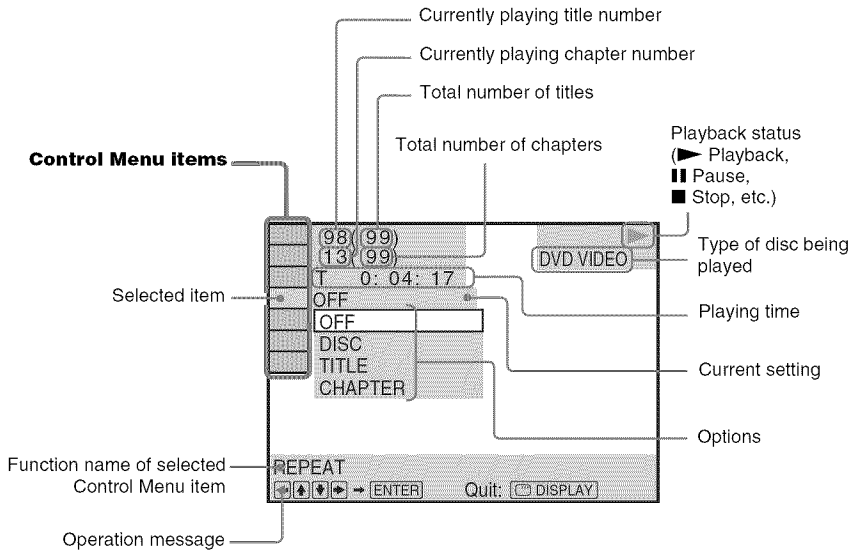 Currently playing title number
Currently playing chapter number
Total number of titles
Total number of chapters
Playback status
(► Playback,
❚❚ Pause,
■ Stop, etc.)
Control Menu items
98 ( 99)
13 ( 99)
DVD VIDEO
Type of disc being
played
T 0: 04: 17
Selected item
OFF
Playing time
OFF
DISC
TITLE
CHAPTER
Current setting
Options
Function name of selected
Control Menu item
REPEAT
← ↑ ↓ → → ENTER Quit: DISPLAY
Operation message